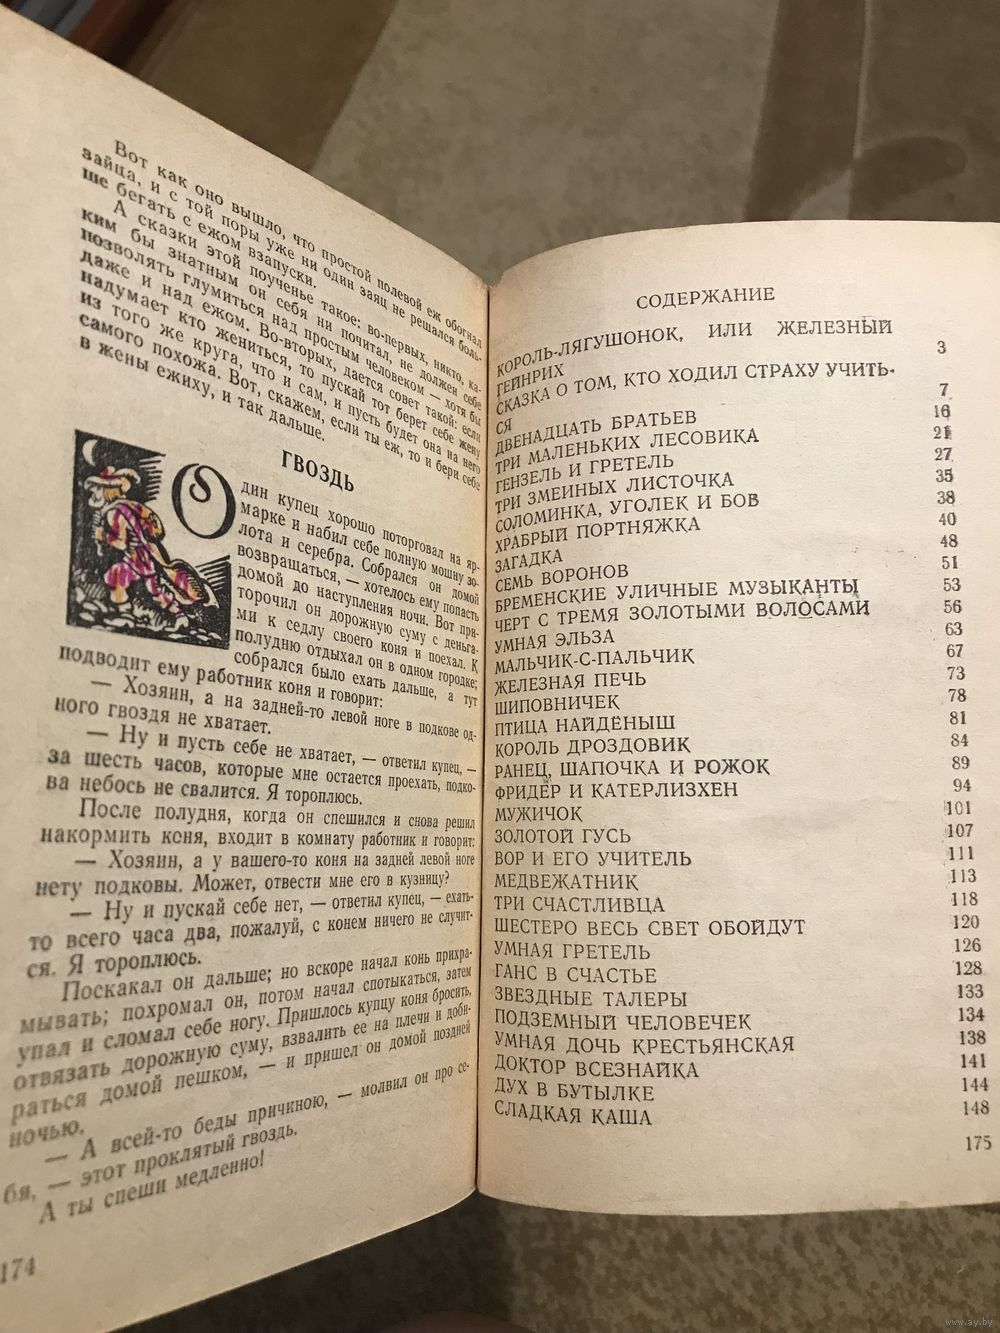 Вот как оно вышло, что простой полевой еж обогнал
зайца, и с той поры уже ни один заяц не решался боль-
ше бегать с ежом взапуски.
А сказки этой поученье такое: во-первых, никто, ка-
ким бы знатным он себя ни почитал, не должен себе
позволять глумиться над простым человеком — хотя бы
даже и над ежом. Во-вторых, дается совет такой: если
надумает кто жениться, то пускай тот берет себе жену
из того же круга, что и сам, и пусть будет она на него
самого похожа. Вот, скажем, если ты еж, то и бери себе
в жены ежиху, и так дальше.
ГВОЗДЬ
Один купец хорошо поторговал на яр-
марке и набил себе полную мошну зо-
лота и серебра. Собрался он домой
возвращаться, — хотелось ему попасть
домой до наступления ночи. Вот при-
торочил он дорожную суму с деньга-
ми к седлу своего коня и поехал. К
полудню отдыхал он в одном городке;
собрался было ехать дальше, а тут
подводит ему работник коня и говорит:
— Хозяин, а на задней-то левой ноге в подкове од-
ного гвоздя не хватает.
— Ну и пусть себе не хватает, — ответил купец, —
за шесть часов, которые мне остается проехать, подко-
ва небось не свалится. Я тороплюсь.
После полудня, когда он спешился и снова решил
накормить коня, входит в комнату работник и говорит:
— Хозяин, а у вашего-то коня на задней левой ноге
нету подковы. Может, отвести мне его в кузницу?
— Ну и пускай себе нет, — ответил купец, — ехать-
то всего часа два, пожалуй, с конем ничего не случит-
ся. Я тороплюсь.
Поскакал он дальше; но вскоре начал конь прихра-
мывать; похромал он, потом начал спотыкаться, затем
упал и сломал себе ногу. Пришлось купцу коня бросить,
отвязать дорожную суму, взвалить ее на плечи и доби-
раться домой пешком, — и пришел он домой поздней
ночью.
— А всей-то беды причиною, — молвил он про се-
бя, — этот проклятый гвоздь.
А ты спеши медленно!
174
СОДЕРЖАНИЕ
КОРОЛЬ-ЛЯГУШОНОК, ИЛИ ЖЕЛЕЗНЫЙ
ГЕЙНРИХ 3
СКАЗКА О ТОМ, КТО ХОДИЛ СТРАХУ УЧИТЬ-
СЯ 7
ДВЕНАДЦАТЬ БРАТЬЕВ 16
ТРИ МАЛЕНЬКИХ ЛЕСОВИКА 21
ГЕНЗЕЛЬ И ГРЕТЕЛЬ 27
ТРИ ЗМЕИНЫХ ЛИСТОЧКА 35
СОЛОМИНКА, УГОЛЕК И БОБ 38
ХРАБРЫЙ ПОРТНЯЖКА 40
ЗАГАДКА 48
СЕМЬ ВОРОНОВ 51
БРЕМЕНСКИЕ УЛИЧНЫЕ МУЗЫКАНТЫ 53
ЧЕРТ С ТРЕМЯ ЗОЛОТЫМИ ВОЛОСАМИ 56
УМНАЯ ЭЛЬЗА 63
МАЛЬЧИК-С-ПАЛЬЧИК 67
ЖЕЛЕЗНАЯ ПЕЧЬ 73
ШИПОВНИЧЕК 78
ПТИЦА НАЙДЕНЫШ 81
КОРОЛЬ ДРОЗДОВИК 84
РАНЕЦ, ШАПОЧКА И РОЖОК 89
ФРИДЕР И КАТЕРЛИЗХЕН 94
МУЖИЧОК 101
ЗОЛОТОЙ ГУСЬ 107
ВОР И ЕГО УЧИТЕЛЬ 111
МЕДВЕЖАТНИК 113
ТРИ СЧАСТЛИВЦА 118
ШЕСТЕРО ВЕСЬ СВЕТ ОБОЙДУТ 120
УМНАЯ ГРЕТЕЛЬ 126
ГАНС В СЧАСТЬЕ 128
ЗВЕЗДНЫЕ ТАЛЕРЫ 133
ПОДЗЕМНЫЙ ЧЕЛОВЕЧЕК 134
УМНАЯ ДОЧЬ КРЕСТЬЯНСКАЯ 138
ДОКТОР ВСЕЗНАЙКА 141
ДУХ В БУТЫЛКЕ 144
СЛАДКАЯ КАША 148
175
www.ay.by